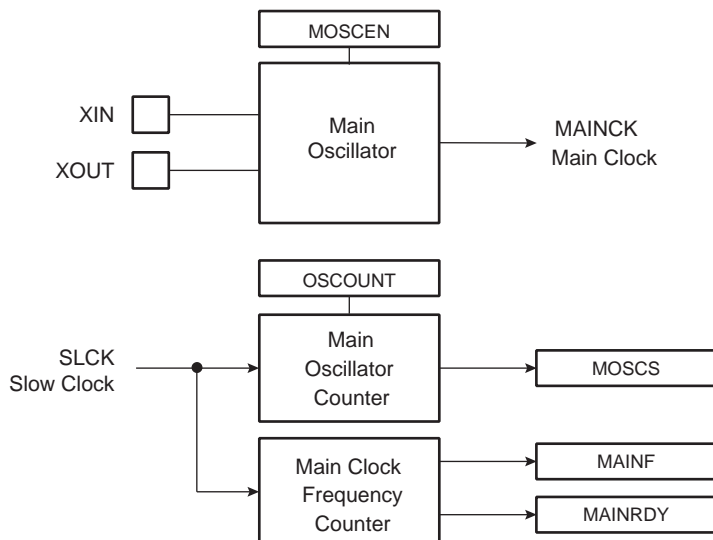 MOSCEN
XIN
XOUT
Main
Oscillator
MAINCK
Main Clock
OSCOUNT
SLCK
Slow Clock
Main
Oscillator
Counter
MOSCS
Main Clock
Frequency
Counter
MAINF
MAINRDY